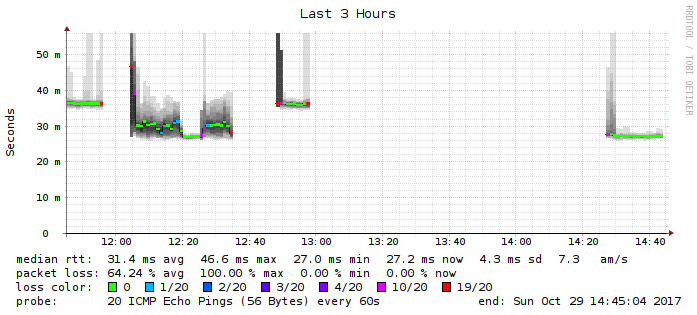 Last 3 Hours
RRDTOOL / TOBI OETIKER
Seconds
50 m
40 m
30 m
20 m
10 m
0
12:00 12:20 12:40 13:00 13:20 13:40 14:00 14:20 14:40
median rtt: 31.4 ms avg 46.6 ms max 27.0 ms min 27.2 ms now 4.3 ms sd 7.3 am/s
packet loss: 64.24 % avg 100.00 % max 0.00 % min 0.00 % now
loss color: 0 1/20 2/20 3/20 4/20 10/20 19/20
probe: 20 ICMP Echo Pings (56 Bytes) every 60s end: Sun Oct 29 14:45:04 2017